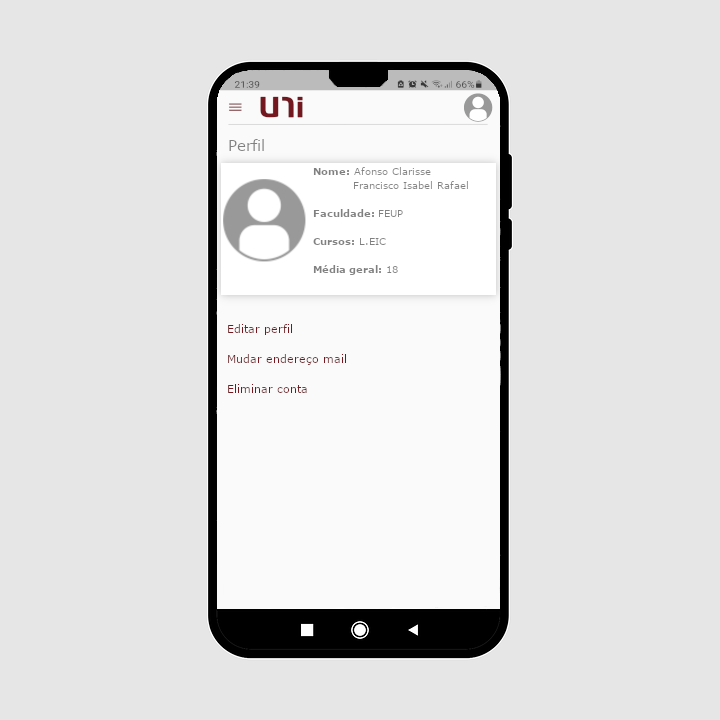 21:39 66%
uni
Perfil
Nome: Afonso Clarisse
Francisco Isabel Rafael
Faculdade: FEUP
Cursos: L.EIC
Média geral: 18
Editar perfil
Mudar endereço mail
Eliminar conta